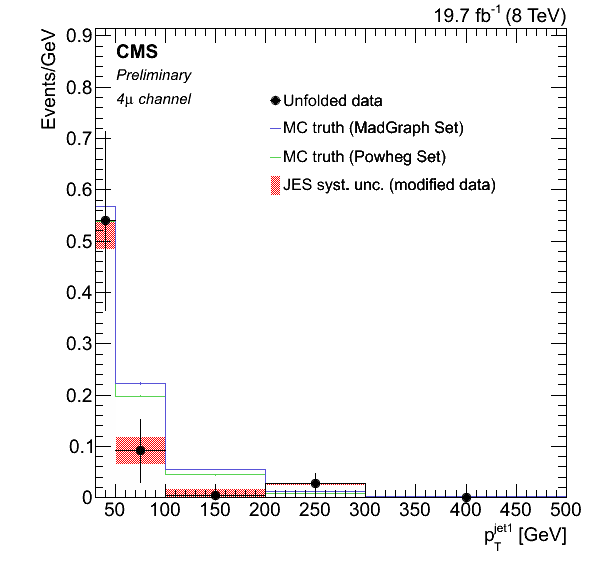 19.7 fb⁻¹ (8 TeV)
Events/GeV
CMS
Preliminary
4μ channel
Unfolded data
MC truth (MadGraph Set)
MC truth (Powheg Set)
JES syst. unc. (modified data)
0.9
0.8
0.7
0.6
0.5
0.4
0.3
0.2
0.1
0
50 100 150 200 250 300 350 400 450 500
p_T^jet1 [GeV]